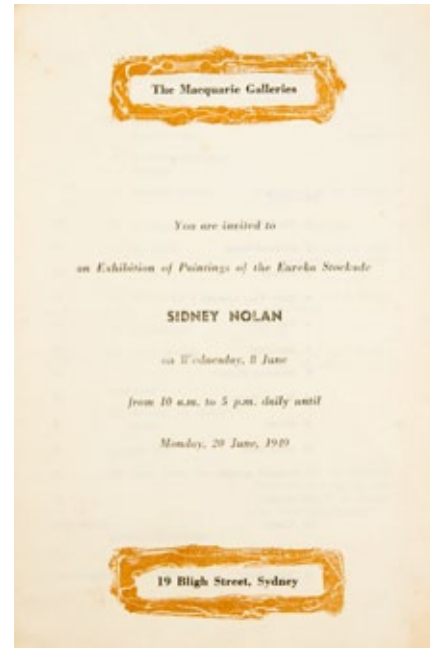 The Macquarie Galleries
You are invited to
an Exhibition of Paintings of the Eureka Stockade
SIDNEY NOLAN
on Wednesday, 8 June
from 10 a.m. to 5 p.m. daily until
Monday, 20 June, 1949
19 Bligh Street, Sydney